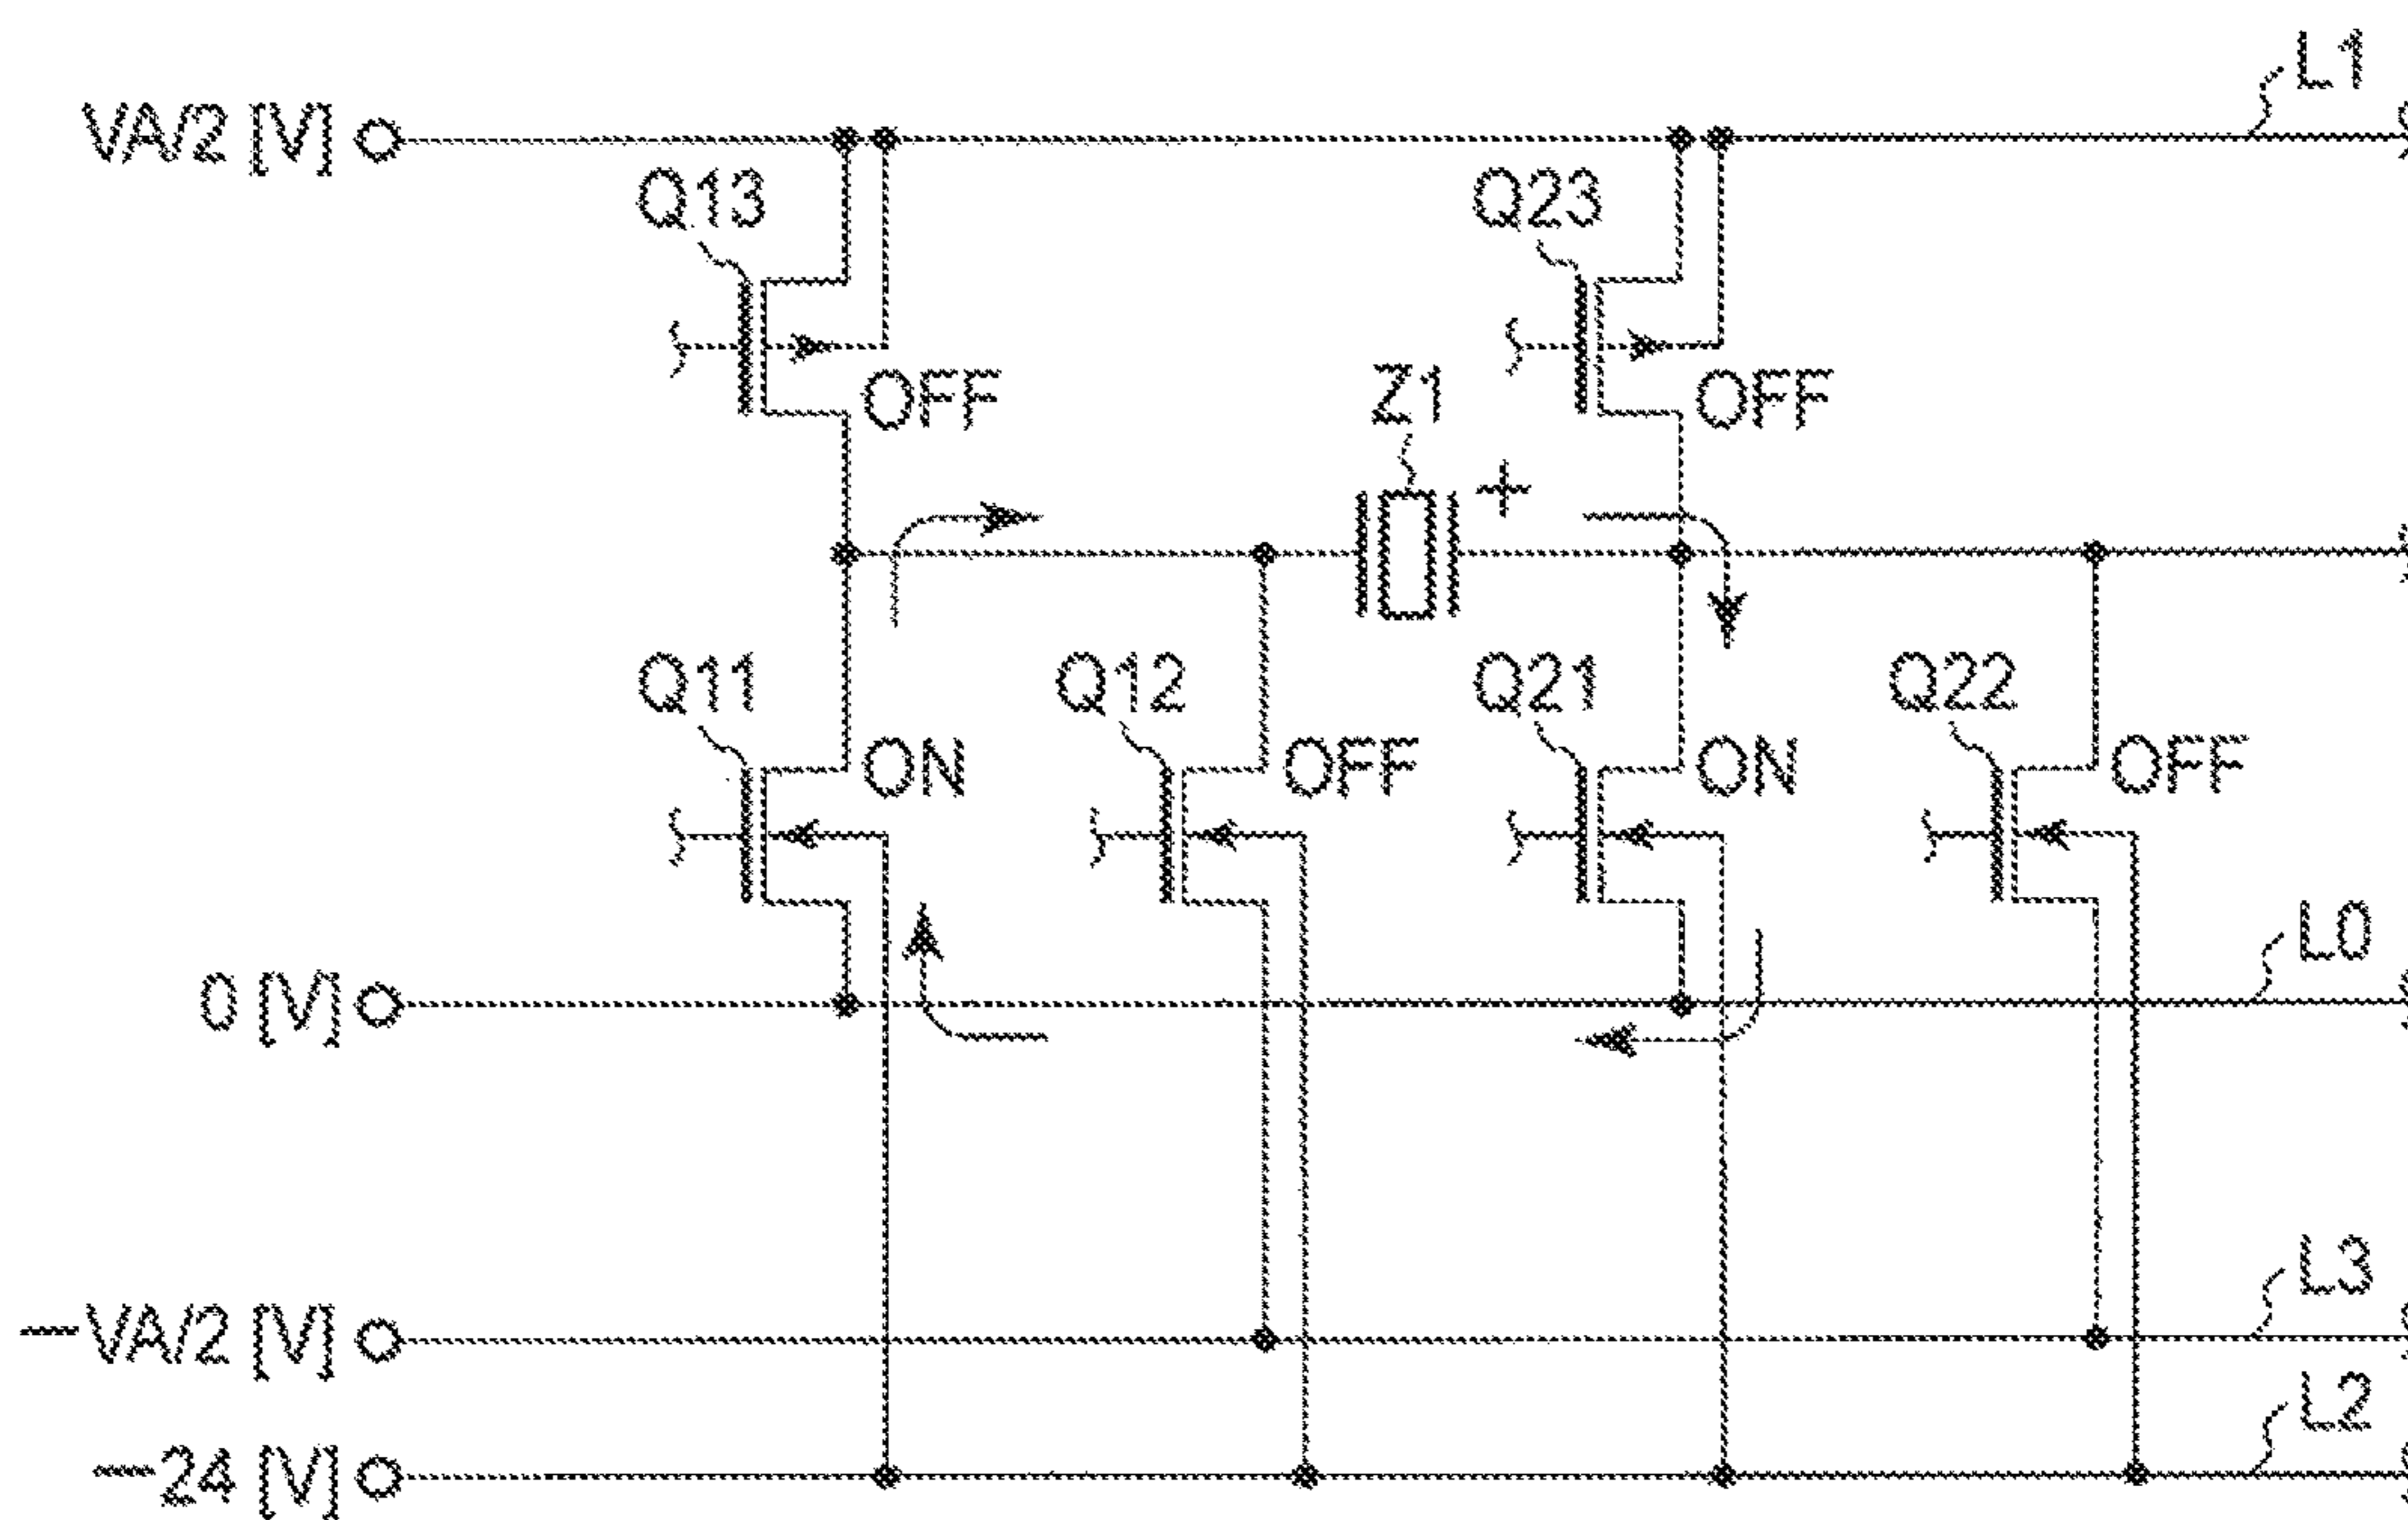 L1
VA/2 [V]
Q13
Q23
OFF
Z1
OFF
+
Q11
Q12
Q21
Q22
ON
OFF
ON
OFF
L0
0 [V]
L3
−VA/2 [V]
L2
−24 [V]